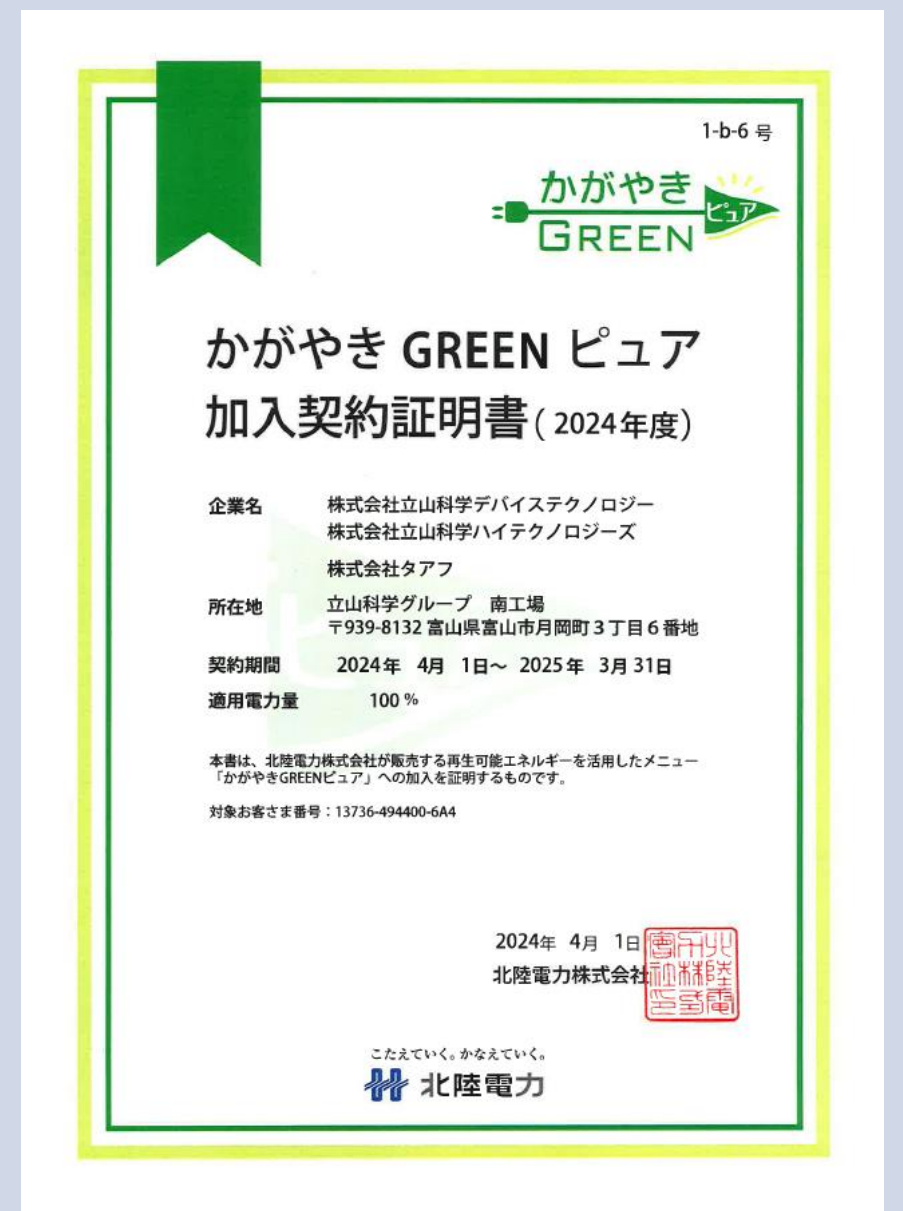 1-b-6 号
かがやき
GREEN
ピュア
かがやき GREEN ピュア
加入契約証明書(2024年度)
企業名 株式会社立山科学デバイステクノロジー
株式会社立山科学ハイテクノロジーズ
株式会社タアフ
所在地 立山科学グループ 南工場
〒939-8132 富山県富山市月岡町3丁目6番地
契約期間 2024年 4月 1日～ 2025年 3月31日
適用電力量 100 %
本書は、北陸電力株式会社が販売する再生可能エネルギーを活用したメニュー
「かがやきGREENピュア」への加入を証明するものです。
対象お客さま番号：13736-494400-6A4
2024年 4月 1日
北陸電力株式会社
北陸電
力株式
會社印
こたえていく。かなえていく。
北陸電力